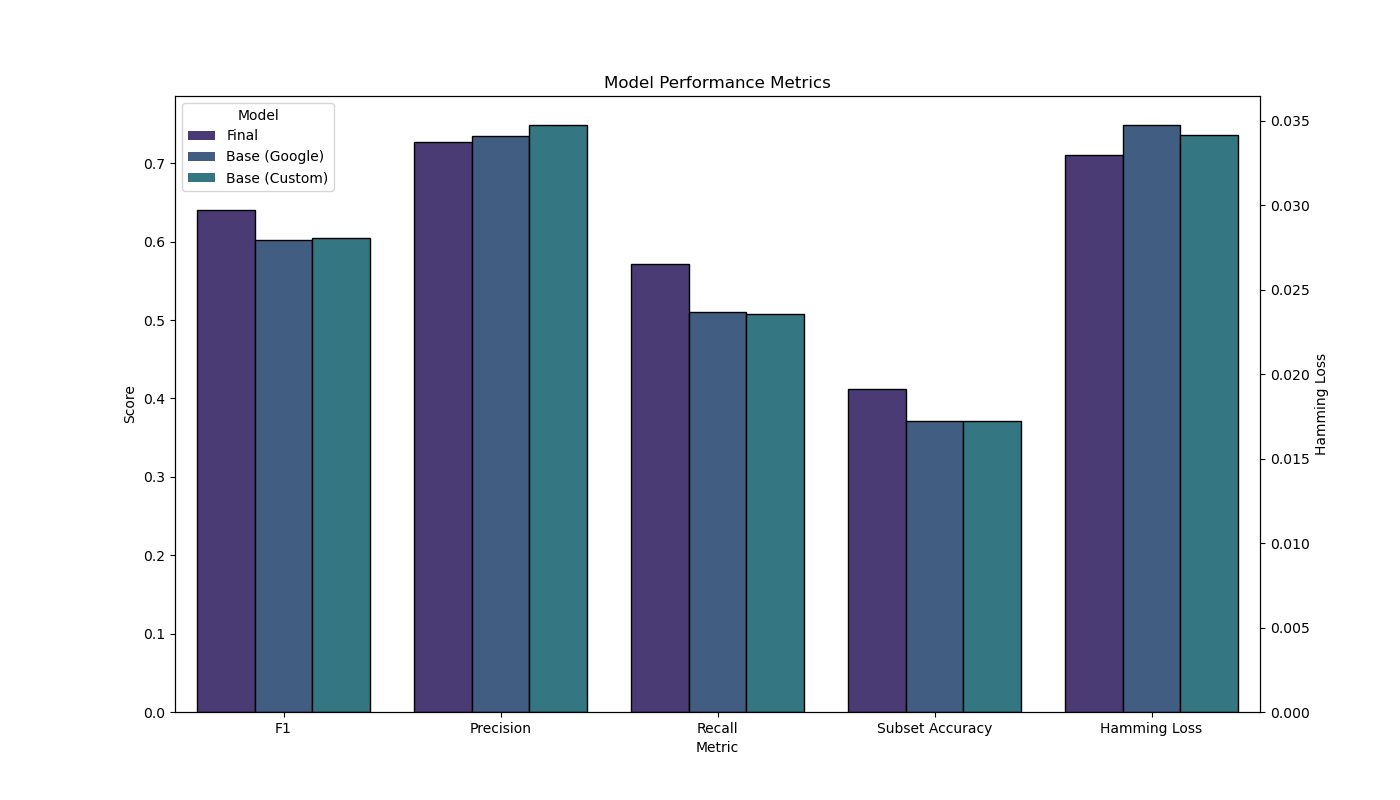 Model Performance Metrics
Model
Final
Base (Google)
Base (Custom)
Score
0.7
0.6
0.5
0.4
0.3
0.2
0.1
0.0
0.035
0.030
0.025
0.020
0.015
0.010
0.005
0.000
Hamming Loss
F1 Precision Recall Subset Accuracy Hamming Loss
Metric